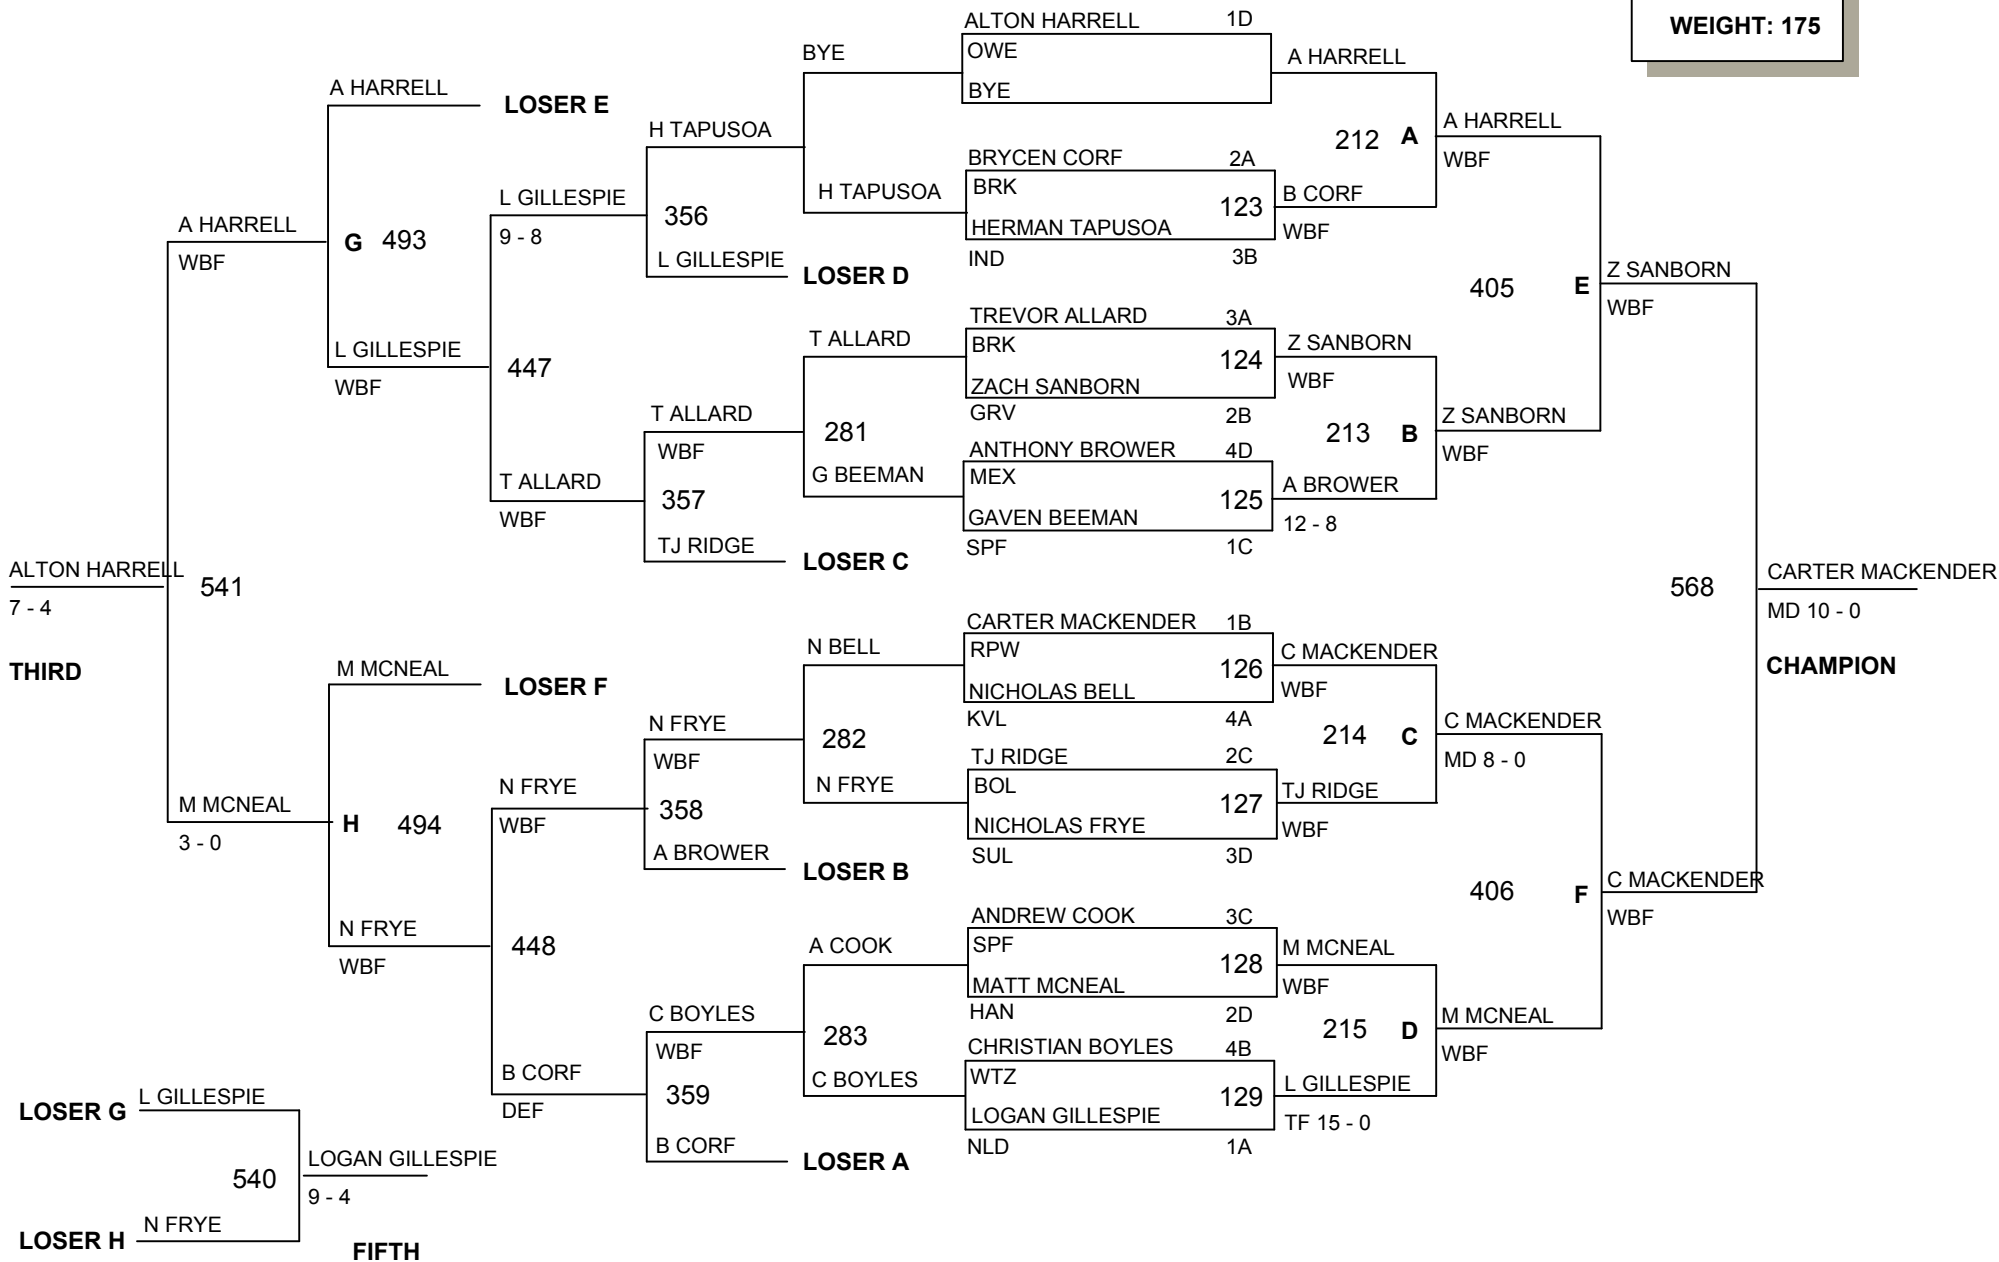 WEIGHT: 175
ALTON HARRELL 1D
OWE
BYE
BRYCEN CORF 2A
BRK 123
HERMAN TAPUSOA
IND 3B
TREVOR ALLARD 3A
BRK 124
ZACH SANBORN
GRV 2B
ANTHONY BROWER 4D
MEX 125
GAVEN BEEMAN
SPF 1C
CARTER MACKENDER 1B
RPW 126
NICHOLAS BELL
KVL 4A
TJ RIDGE 2C
BOL 127
NICHOLAS FRYE
SUL 3D
ANDREW COOK 3C
SPF 128
MATT MCNEAL
HAN 2D
CHRISTIAN BOYLES 4B
WTZ 129
LOGAN GILLESPIE
NLD 1A
A HARRELL
212 A
B CORF
WBF
Z SANBORN
WBF
213 B
A BROWER
12 - 8
C MACKENDER
WBF
214 C
TJ RIDGE
WBF
M MCNEAL
WBF
215 D
L GILLESPIE
TF 15 - 0
A HARRELL
WBF
405 E
Z SANBORN
WBF
C MACKENDER
MD 8 - 0
406 F
M MCNEAL
WBF
Z SANBORN
WBF
568
C MACKENDER
WBF
CARTER MACKENDER
MD 10 - 0
CHAMPION
BYE
H TAPUSOA
T ALLARD
281
G BEEMAN
N BELL
282
N FRYE
A COOK
283
C BOYLES
H TAPUSOA
356
L GILLESPIE
LOSER D
T ALLARD
WBF
357
TJ RIDGE
LOSER C
N FRYE
WBF
358
A BROWER
LOSER B
C BOYLES
WBF
359
B CORF
LOSER A
L GILLESPIE
9 - 8
447
T ALLARD
WBF
N FRYE
WBF
448
B CORF
DEF
A HARRELL
LOSER E
G 493
L GILLESPIE
WBF
M MCNEAL
LOSER F
H 494
N FRYE
WBF
A HARRELL
WBF
541
M MCNEAL
3 - 0
ALTON HARRELL
7 - 4
THIRD
LOSER G L GILLESPIE
540
LOSER H N FRYE
LOGAN GILLESPIE
9 - 4
FIFTH